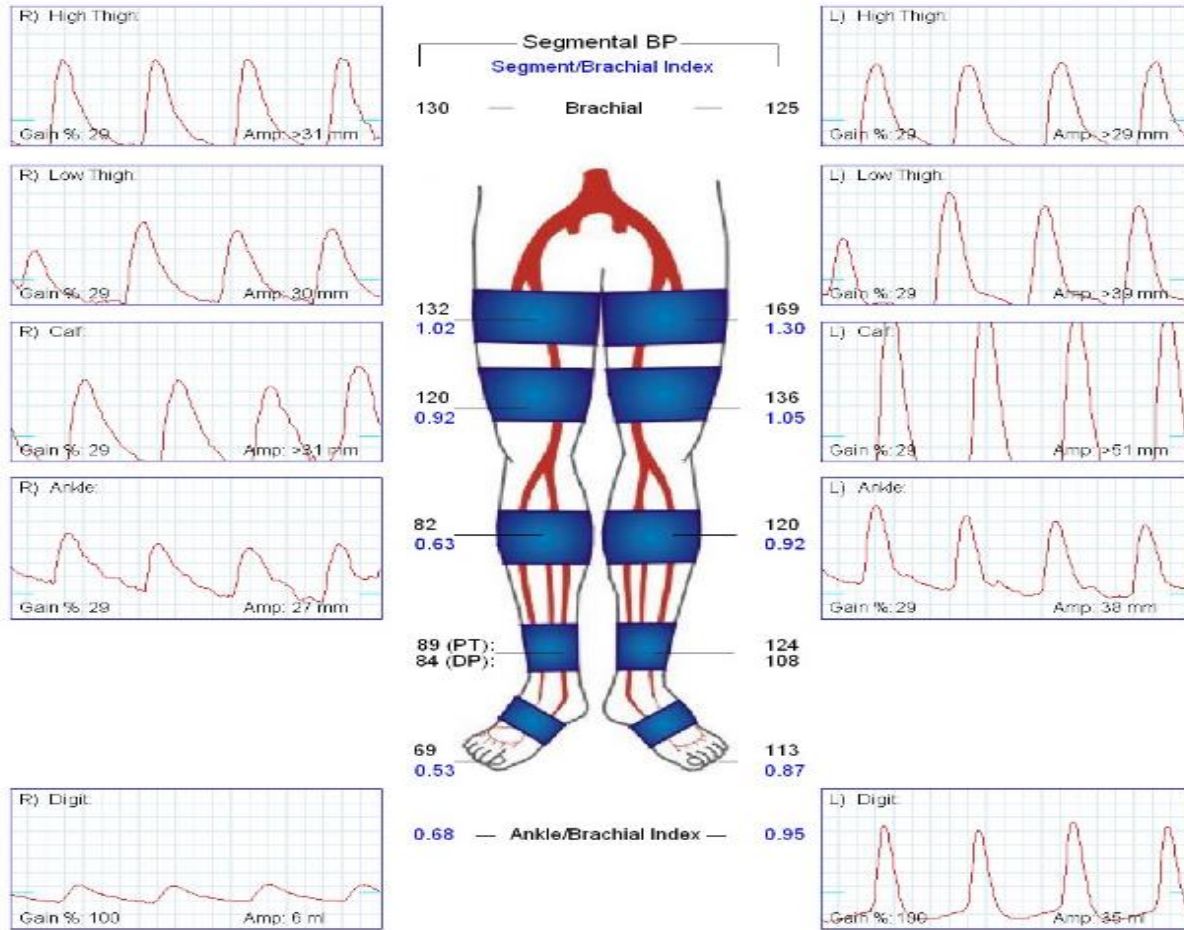 R) High Thigh:
Gain %: 29 Amp: >31 mm
R) Low Thigh:
Gain %: 29 Amp: 30 mm
R) Calf:
Gain %: 29 Amp: >31 mm
R) Ankle:
Gain %: 29 Amp: 27 mm
R) Digit:
Gain %: 100 Amp: 6 ml
Segmental BP
Segment/Brachial Index
130 — Brachial — 125
132 169
1.02 1.30
120 136
0.92 1.05
82 120
0.63 0.92
89 (PT): 124
84 (DP): 108
69 113
0.53 0.87
0.68 — Ankle/Brachial Index — 0.95
L) High Thigh:
Gain %: 29 Amp: >29 mm
L) Low Thigh:
Gain %: 29 Amp: >39 mm
L) Calf:
Gain %: 29 Amp: >51 mm
L) Ankle:
Gain %: 29 Amp: 38 mm
L) Digit:
Gain %: 100 Amp: 35 ml